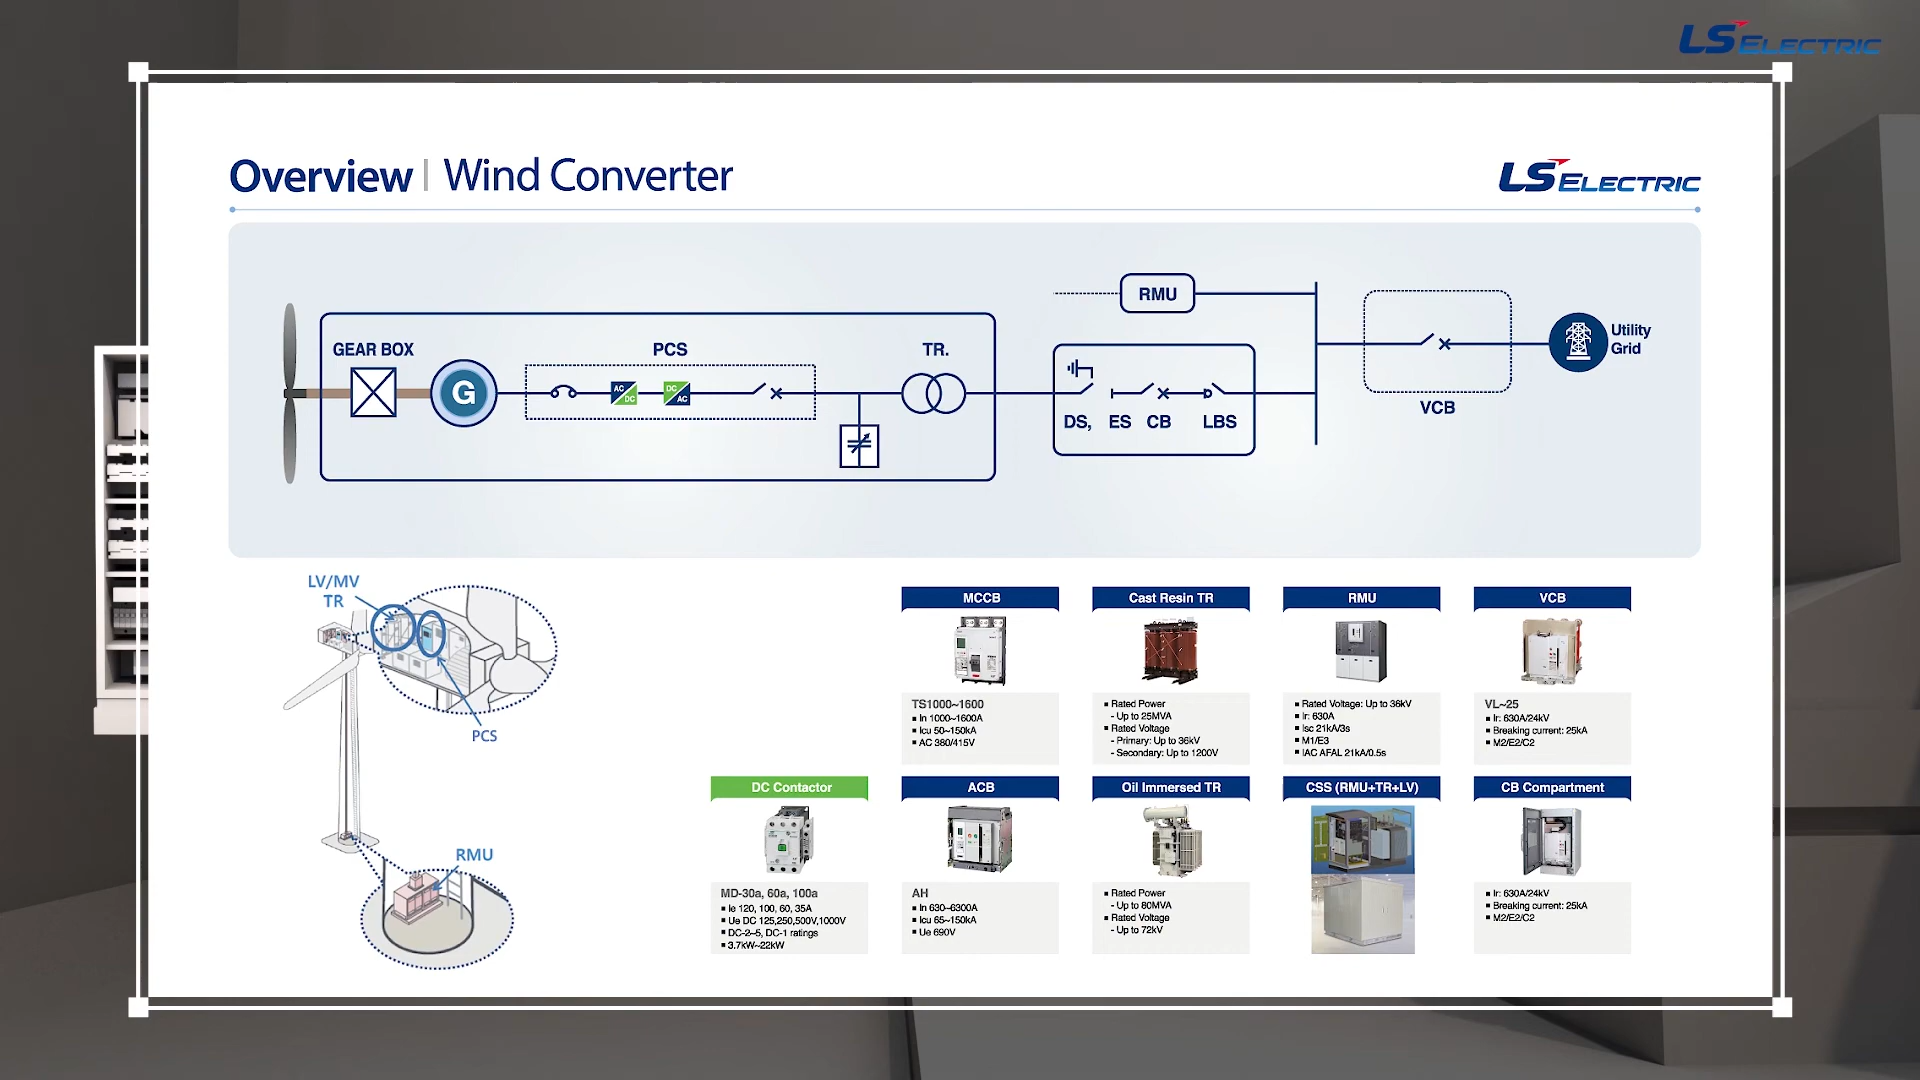 LS ELECTRIC
Overview | Wind Converter
LS ELECTRIC
RMU
GEAR BOX
PCS
TR.
G
AC
DC
DC
AC
DS, ES CB LBS
VCB
Utility
Grid
LV/MV
TR
PCS
RMU
MCCB
TS1000~1600
▪ In 1000~1600A
▪ Icu 50~150kA
▪ AC 380/415V
Cast Resin TR
▪ Rated Power
- Up to 25MVA
▪ Rated Voltage
- Primary: Up to 36kV
- Secondary: Up to 1200V
RMU
▪ Rated Voltage: Up to 36kV
▪ Ir: 630A
▪ Isc 21kA/3s
▪ M1/E3
▪ IAC AFAL 21kA/0.5s
VCB
VL~25
▪ Ir: 630A/24kV
▪ Breaking current: 25kA
▪ M2/E2/C2
DC Contactor
MD-30a, 60a, 100a
▪ Ie 120, 100, 60, 35A
▪ Ue DC 125,250,500V,1000V
▪ DC-2~5, DC-1 ratings
▪ 3.7kW~22kW
ACB
AH
▪ In 630~6300A
▪ Icu 65~150kA
▪ Ue 690V
Oil Immersed TR
▪ Rated Power
- Up to 80MVA
▪ Rated Voltage
- Up to 72kV
CSS (RMU+TR+LV)
CB Compartment
▪ Ir: 630A/24kV
▪ Breaking current: 25kA
▪ M2/E2/C2